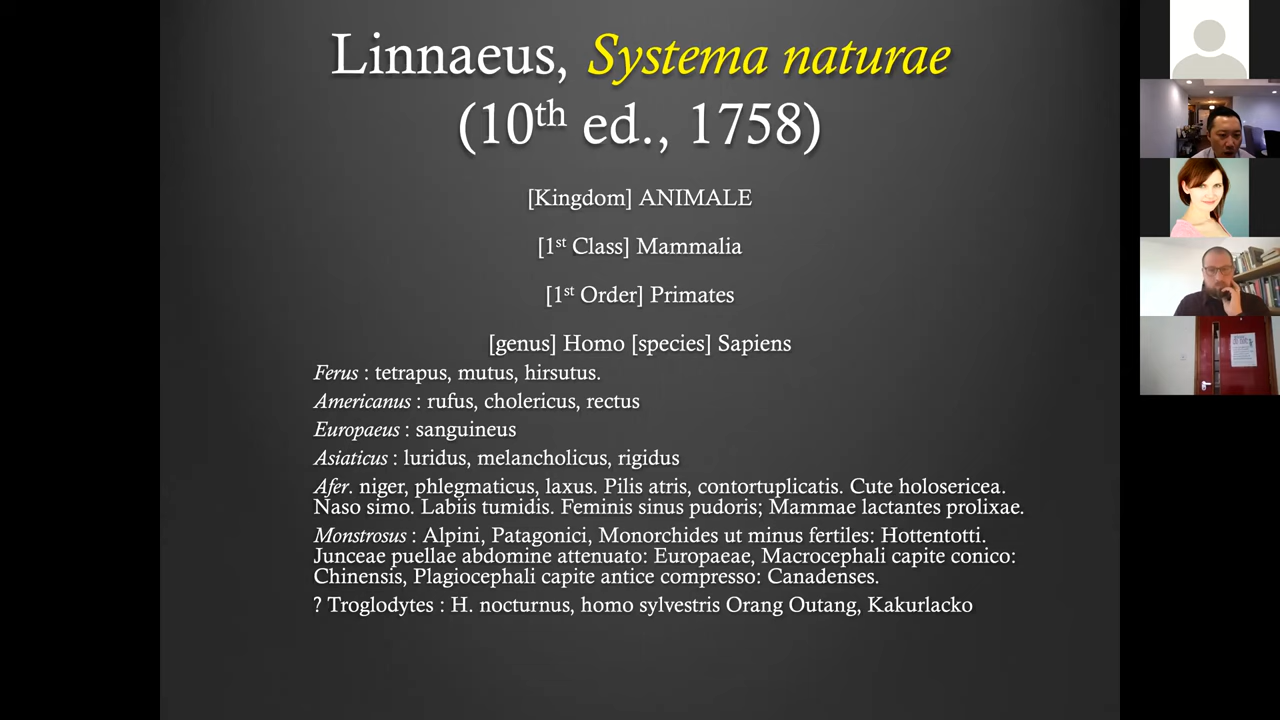 Linnaeus, Systema naturae
(10th ed., 1758)
[Kingdom] ANIMALE
[1st Class] Mammalia
[1st Order] Primates
[genus] Homo [species] Sapiens
Ferus : tetrapus, mutus, hirsutus.
Americanus : rufus, cholericus, rectus
Europaeus : sanguineus
Asiaticus : luridus, melancholicus, rigidus
Afer. niger, phlegmaticus, laxus. Pilis atris, contortuplicatis. Cute holosericea.
Naso simo. Labiis tumidis. Feminis sinus pudoris; Mammae lactantes prolixae.
Monstrosus : Alpini, Patagonici, Monorchides ut minus fertiles: Hottentotti.
Junceae puellae abdomine attenuato: Europaeae, Macrocephali capite conico:
Chinensis, Plagiocephali capite antice compresso: Canadenses.
? Troglodytes : H. nocturnus, homo sylvestris Orang Outang, Kakurlacko